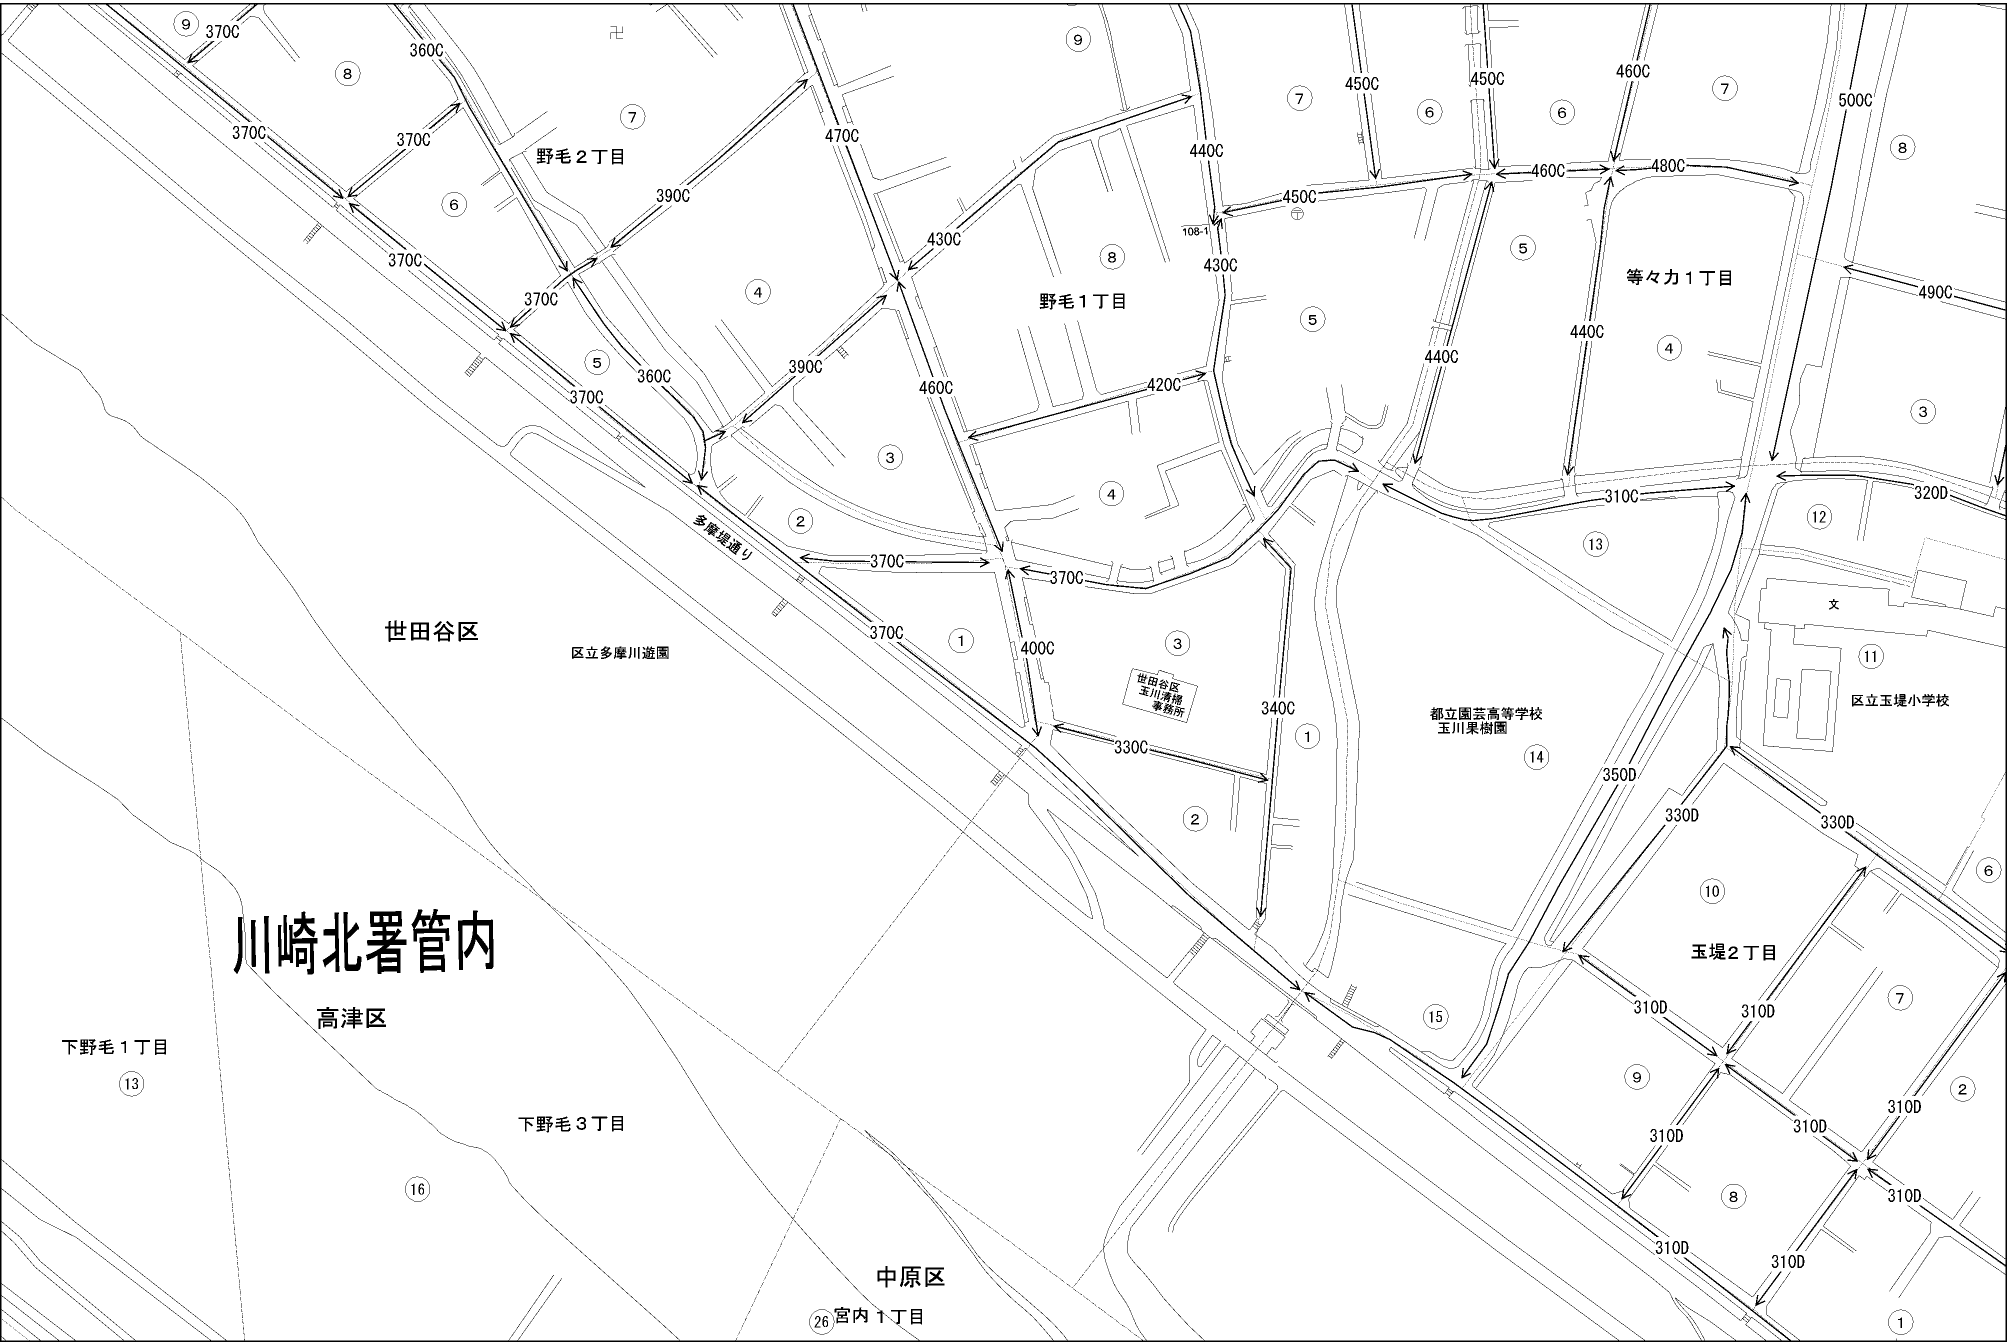 9
370C
360C
8
卍
7
9
470C
7
450C
6
450C
6
460C
7
500C
8
370C
370C
野毛2丁目
6
390C
440C
450C
460C
480C
108-1
〒
430C
8
430C
5
等々力1丁目
490C
370C
370C
4
野毛1丁目
5
440C
440C
4
5
360C
370C
390C
460C
420C
3
3
4
310C
320D
2
12
多摩堤通り
13
370C
370C
文
世田谷区
区立多摩川遊園
370C
1
400C
3
11
世田谷区
玉川清掃
事務所
340C
区立玉堤小学校
都立園芸高等学校
玉川果樹園
330C
1
14
350D
2
330D
330D
6
10
川崎北署管内
玉堤2丁目
高津区
310D
310D
7
15
下野毛1丁目
13
9
2
下野毛3丁目
310D
310D
310D
16
8
310D
310D
310D
中原区
26
宮内1丁目
1